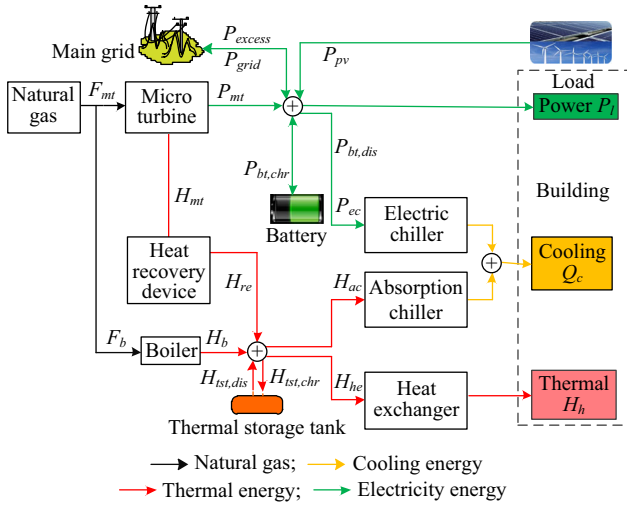 Main grid
P_excess
P_grid
P_pv
Load
Natural gas
F_mt
Micro turbine
P_mt
Power P_l
P_bt,chr
P_bt,dis
H_mt
Building
Battery
P_ec
Electric chiller
Heat recovery device
H_re
H_ac
Absorption chiller
Cooling Q_c
F_b
Boiler
H_b
H_tst,dis
H_tst,chr
H_he
Heat exchanger
Thermal H_h
Thermal storage tank
Natural gas;
Cooling energy
Thermal energy;
Electricity energy